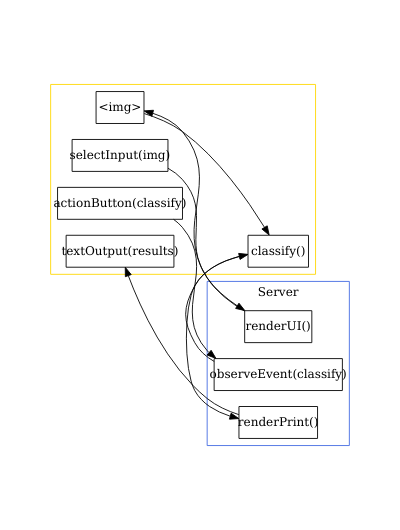 <img>
selectInput(img)
actionButton(classify)
textOutput(results)
classify()
Server
renderUI()
observeEvent(classify)
renderPrint()